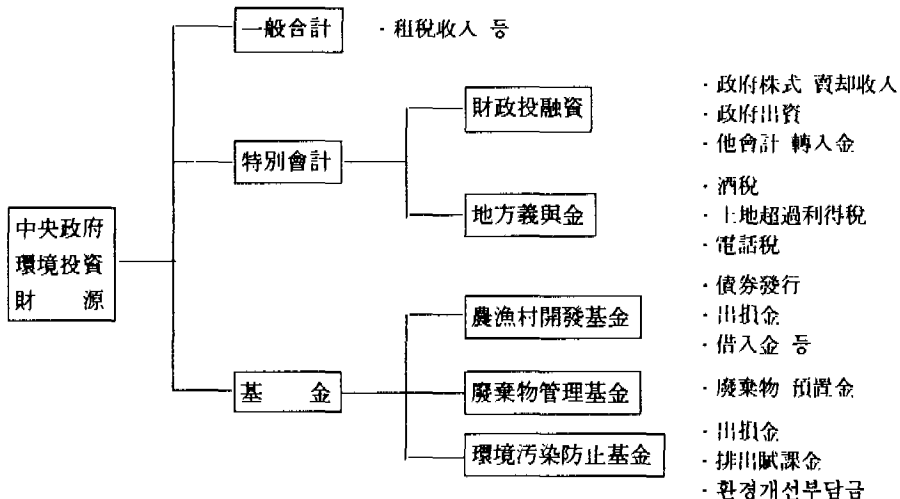 一般會計 · 租稅收入 등
財政投融資
· 政府株式 賣却收入
· 政府出資
· 他會計 轉入金
特別會計
地方義與金
· 酒稅
· 土地超過利得稅
· 電話稅
中央政府
環境投資
財 源
農漁村開發基金
· 債券發行
· 出捐金
· 借入金 등
基 金
廢棄物管理基金 · 廢棄物 預置金
環境汚染防止基金
· 出捐金
· 排出賦課金
· 환경개선부담금